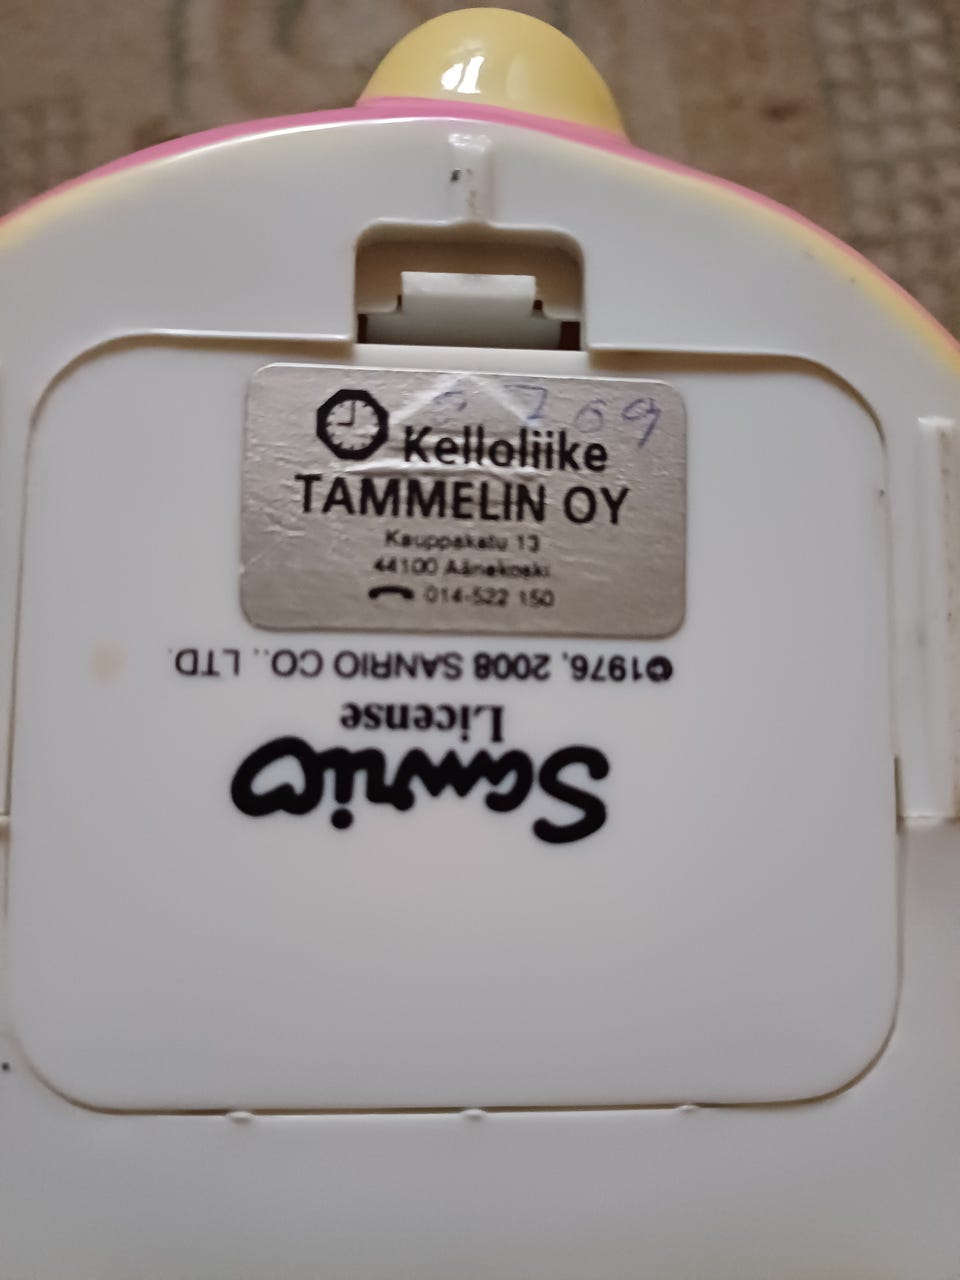 Kelloliike
TAMMELIN OY
Kauppakatu 13
44100 Äänekoski
014-522 150
©1976, 2008 SANRIO CO., LTD.
License
Sanrio